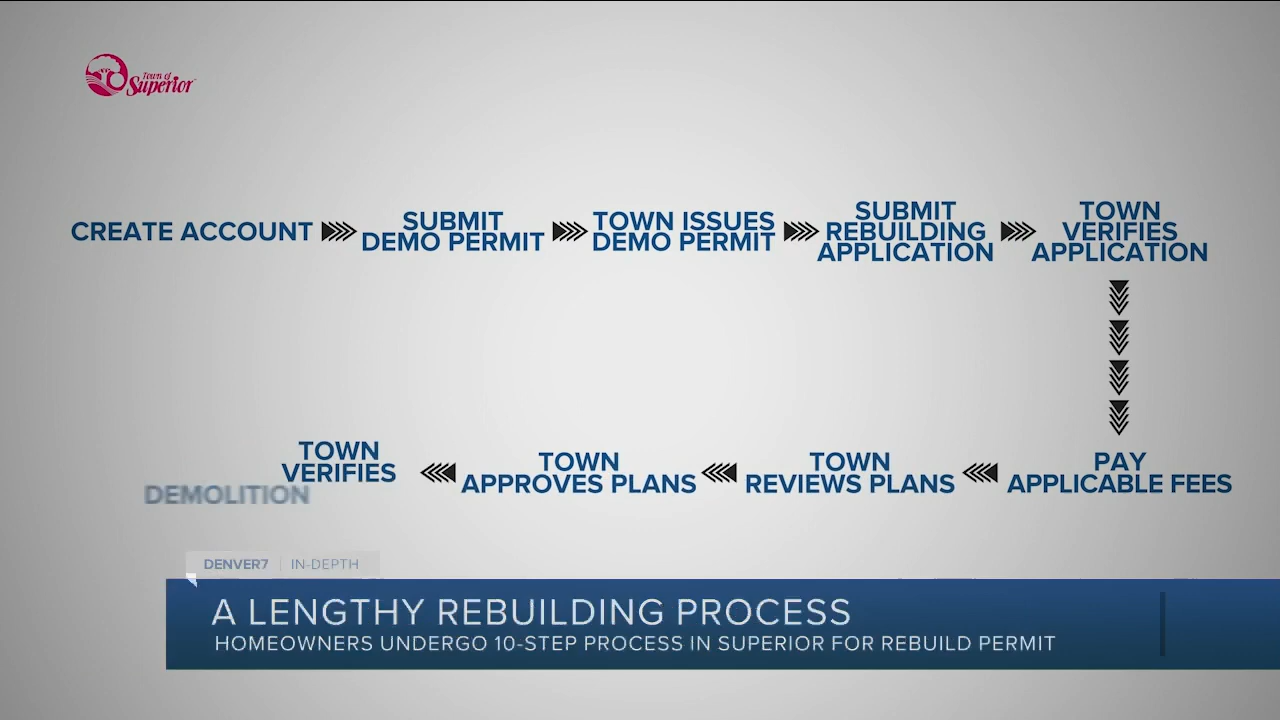 Town of
Superior
CREATE ACCOUNT
SUBMIT
DEMO PERMIT
TOWN ISSUES
DEMO PERMIT
SUBMIT
REBUILDING
APPLICATION
TOWN
VERIFIES
APPLICATION
PAY
APPLICABLE FEES
TOWN
REVIEWS PLANS
TOWN
APPROVES PLANS
TOWN
VERIFIES
DEMOLITION
DENVER7 | IN-DEPTH
A LENGTHY REBUILDING PROCESS
HOMEOWNERS UNDERGO 10-STEP PROCESS IN SUPERIOR FOR REBUILD PERMIT